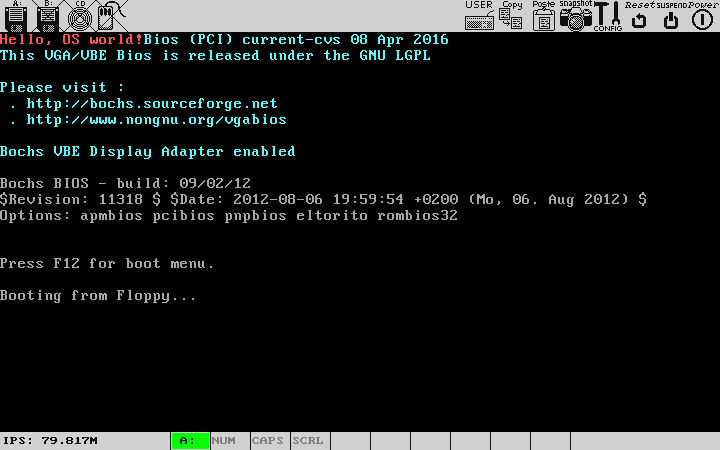 A: B: CD USER Copy Paste snapshot CONFIG Reset SUSPEND Power
Hello, OS world!Bios (PCI) current-cvs 08 Apr 2016
This VGA/VBE Bios is released under the GNU LGPL
Please visit :
. http://bochs.sourceforge.net
. http://www.nongnu.org/vgabios
Bochs VBE Display Adapter enabled
Bochs BIOS - build: 09/02/12
$Revision: 11318 $ $Date: 2012-08-06 19:59:54 +0200 (Mo, 06. Aug 2012) $
Options: apmbios pcibios pnpbios eltorito rombios32
Press F12 for boot menu.
Booting from Floppy...
IPS: 79.817M A: NUM CAPS SCRL